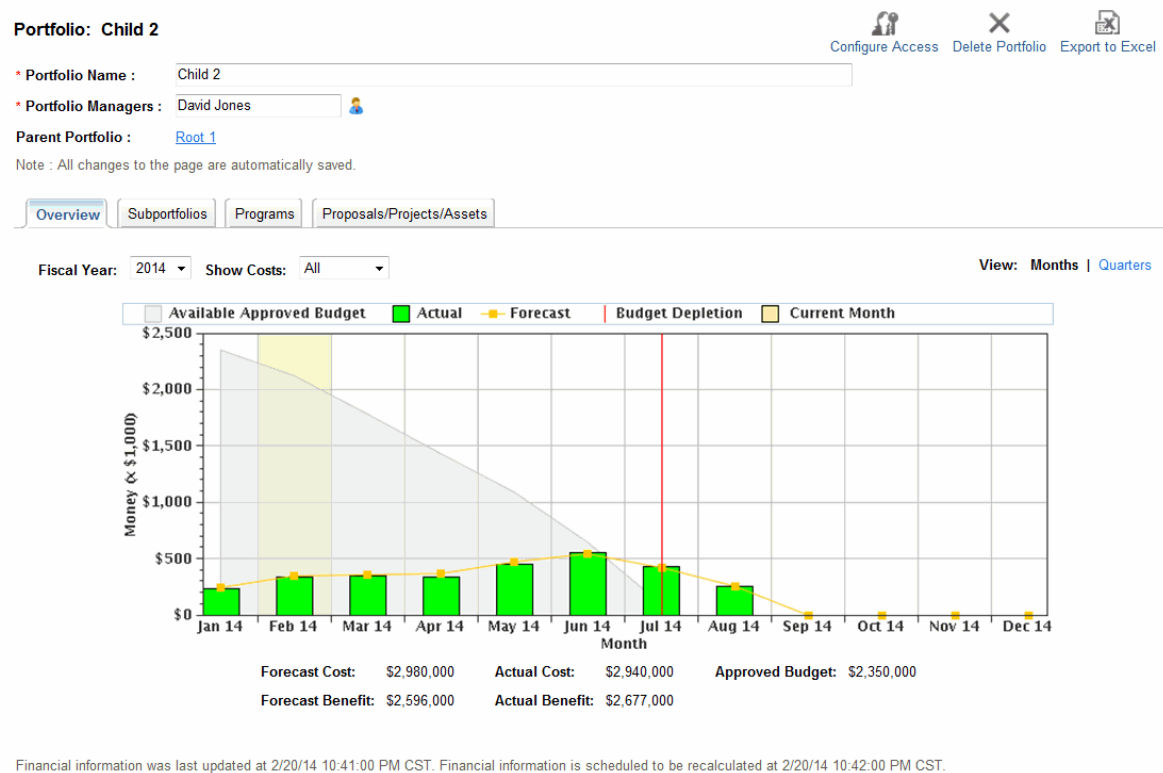 Portfolio: Child 2
Configure Access Delete Portfolio Export to Excel
* Portfolio Name : Child 2
* Portfolio Managers : David Jones
Parent Portfolio : Root 1
Note : All changes to the page are automatically saved.
Overview Subportfolios Programs Proposals/Projects/Assets
Fiscal Year: 2014 Show Costs: All View: Months | Quarters
Available Approved Budget Actual Forecast Budget Depletion Current Month
$2,500
$2,000
$1,500
$1,000
$500
$0
Money (x $1,000)
Jan 14 Feb 14 Mar 14 Apr 14 May 14 Jun 14 Jul 14 Aug 14 Sep 14 Oct 14 Nov 14 Dec 14
Month
Forecast Cost: $2,980,000 Actual Cost: $2,940,000 Approved Budget: $2,350,000
Forecast Benefit: $2,596,000 Actual Benefit: $2,677,000
Financial information was last updated at 2/20/14 10:41:00 PM CST. Financial information is scheduled to be recalculated at 2/20/14 10:42:00 PM CST.